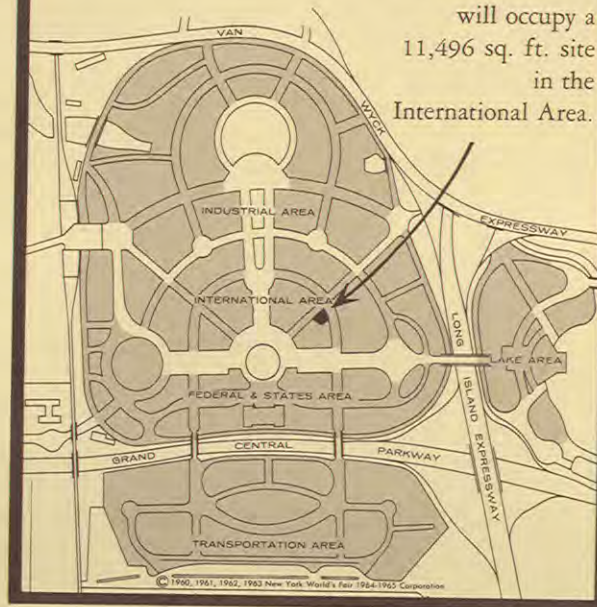 will occupy a
11,496 sq. ft. site
in the
International Area.
VAN
WYCK
EXPRESSWAY
INDUSTRIAL AREA
INTERNATIONAL AREA
LONG
ISLAND
EXPRESSWAY
LAKE AREA
FEDERAL & STATES AREA
GRAND
CENTRAL
PARKWAY
TRANSPORTATION AREA
© 1960, 1961, 1962, 1963 New York World's Fair 1964-1965 Corporation